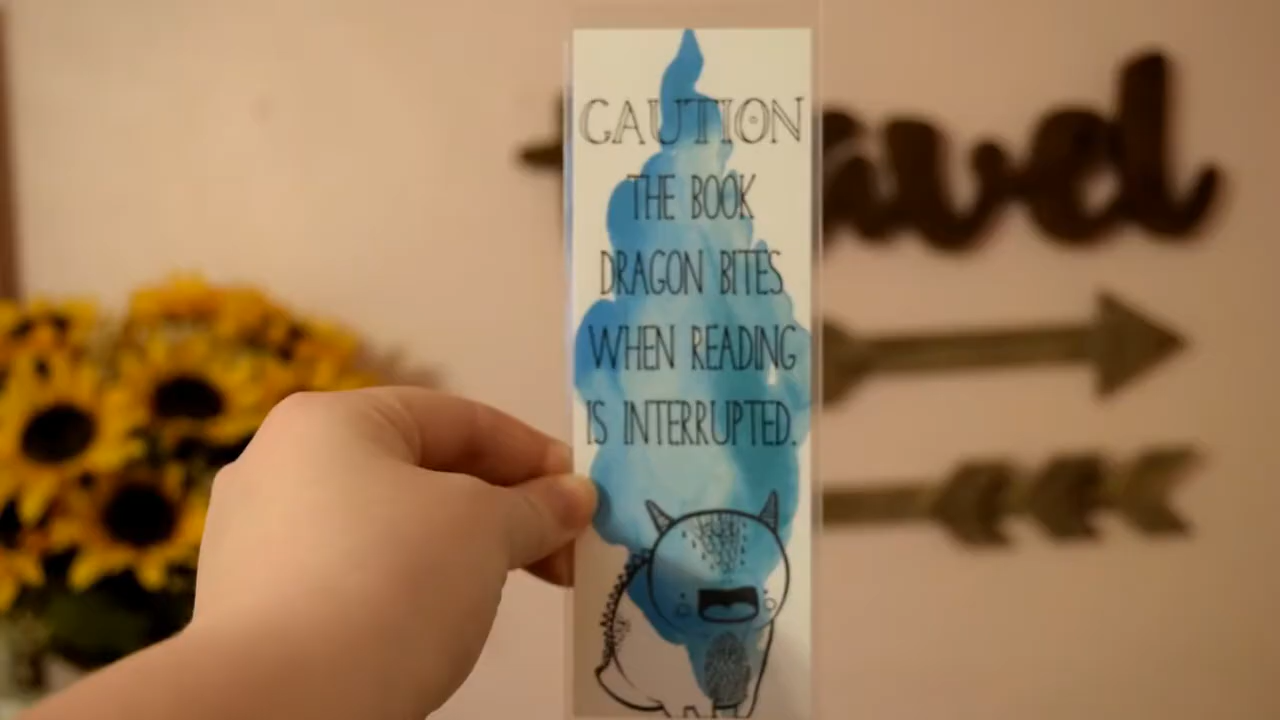 CAUTION
THE BOOK
DRAGON BITES
WHEN READING
IS INTERRUPTED.